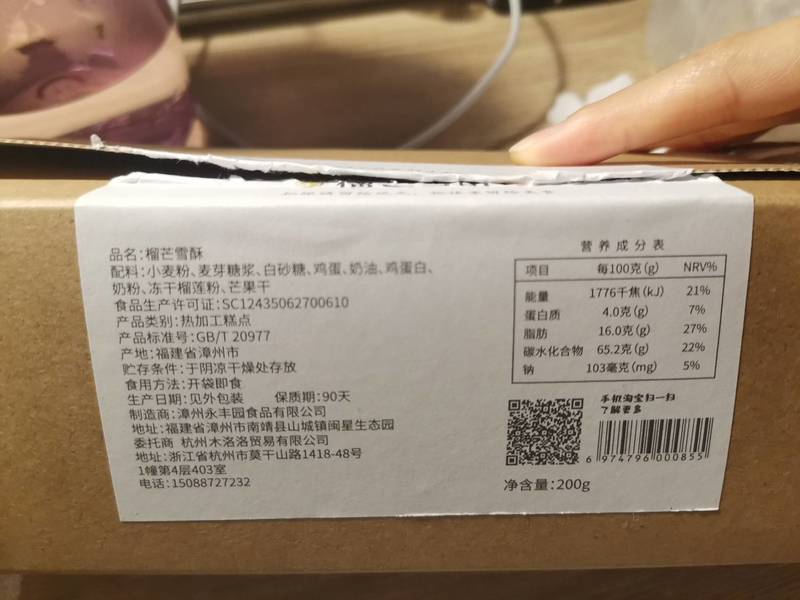 品名:榴芒雪酥
配料:小麦粉、麦芽糖浆、白砂糖、鸡蛋、奶油、鸡蛋白、
奶粉、冻干榴莲粉、芒果干
食品生产许可证:SC12435062700610
产品类别:热加工糕点
产品标准号:GB/T 20977
产地:福建省漳州市
贮存条件:于阴凉干燥处存放
食用方法:开袋即食
生产日期:见外包装 保质期:90天
制造商:漳州永丰园食品有限公司
地址:福建省漳州市南靖县山城镇闽星生态园
委托商 杭州木洛洛贸易有限公司
地址:浙江省杭州市莫干山路1418-48号
1幢第4层403室
电话:15088727232
营养成分表
项目 每100克(g) NRV%
能量 1776千焦(kJ) 21%
蛋白质 4.0克(g) 7%
脂肪 16.0克(g) 27%
碳水化合物 65.2克(g) 22%
钠 103毫克(mg) 5%
手机淘宝扫一扫
了解更多
6 974796 000855
净含量:200g